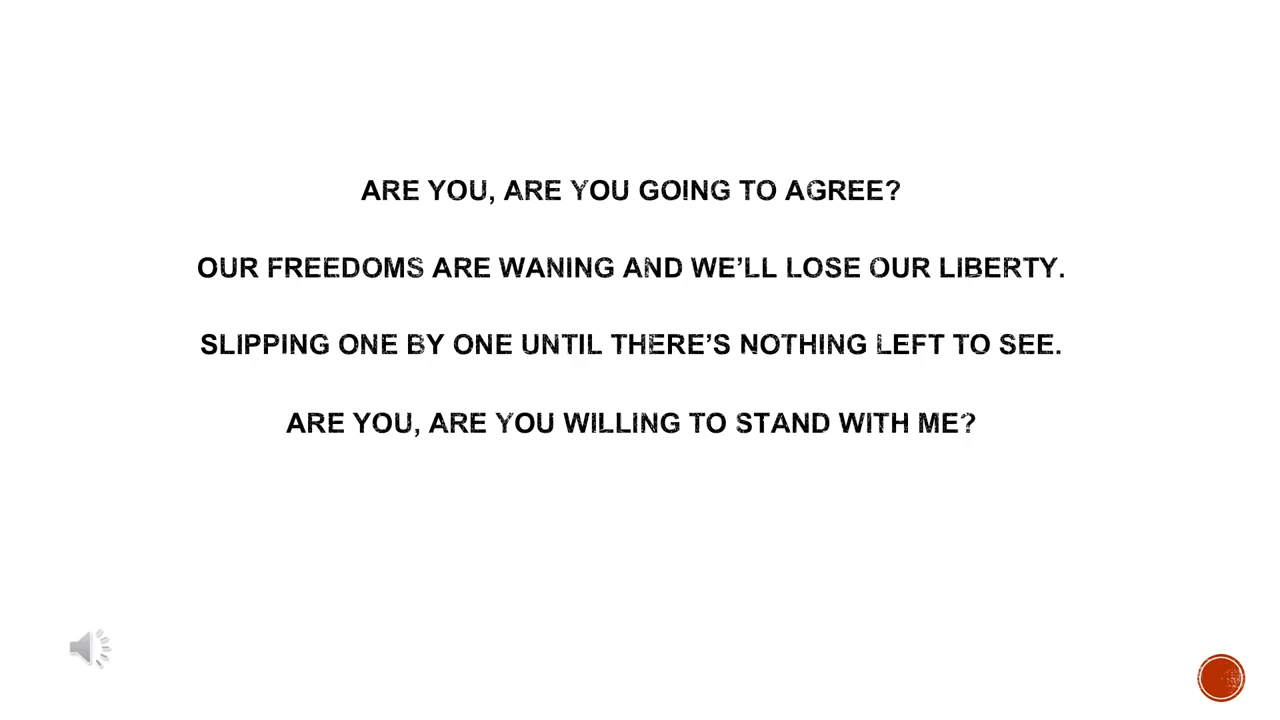 ARE YOU, ARE YOU GOING TO AGREE?
OUR FREEDOMS ARE WANING AND WE’LL LOSE OUR LIBERTY.
SLIPPING ONE BY ONE UNTIL THERE’S NOTHING LEFT TO SEE.
ARE YOU, ARE YOU WILLING TO STAND WITH ME?